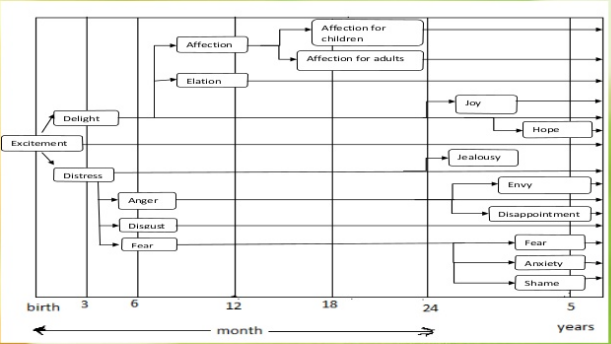 Affection for
children
Affection
Affection for adults
Elation
Joy
Delight
Hope
Excitement
Jealousy
Distress
Envy
Anger
Disappointment
Disgust
Fear
Fear
Anxiety
Shame
birth 3 6 12 18 24 5
month years